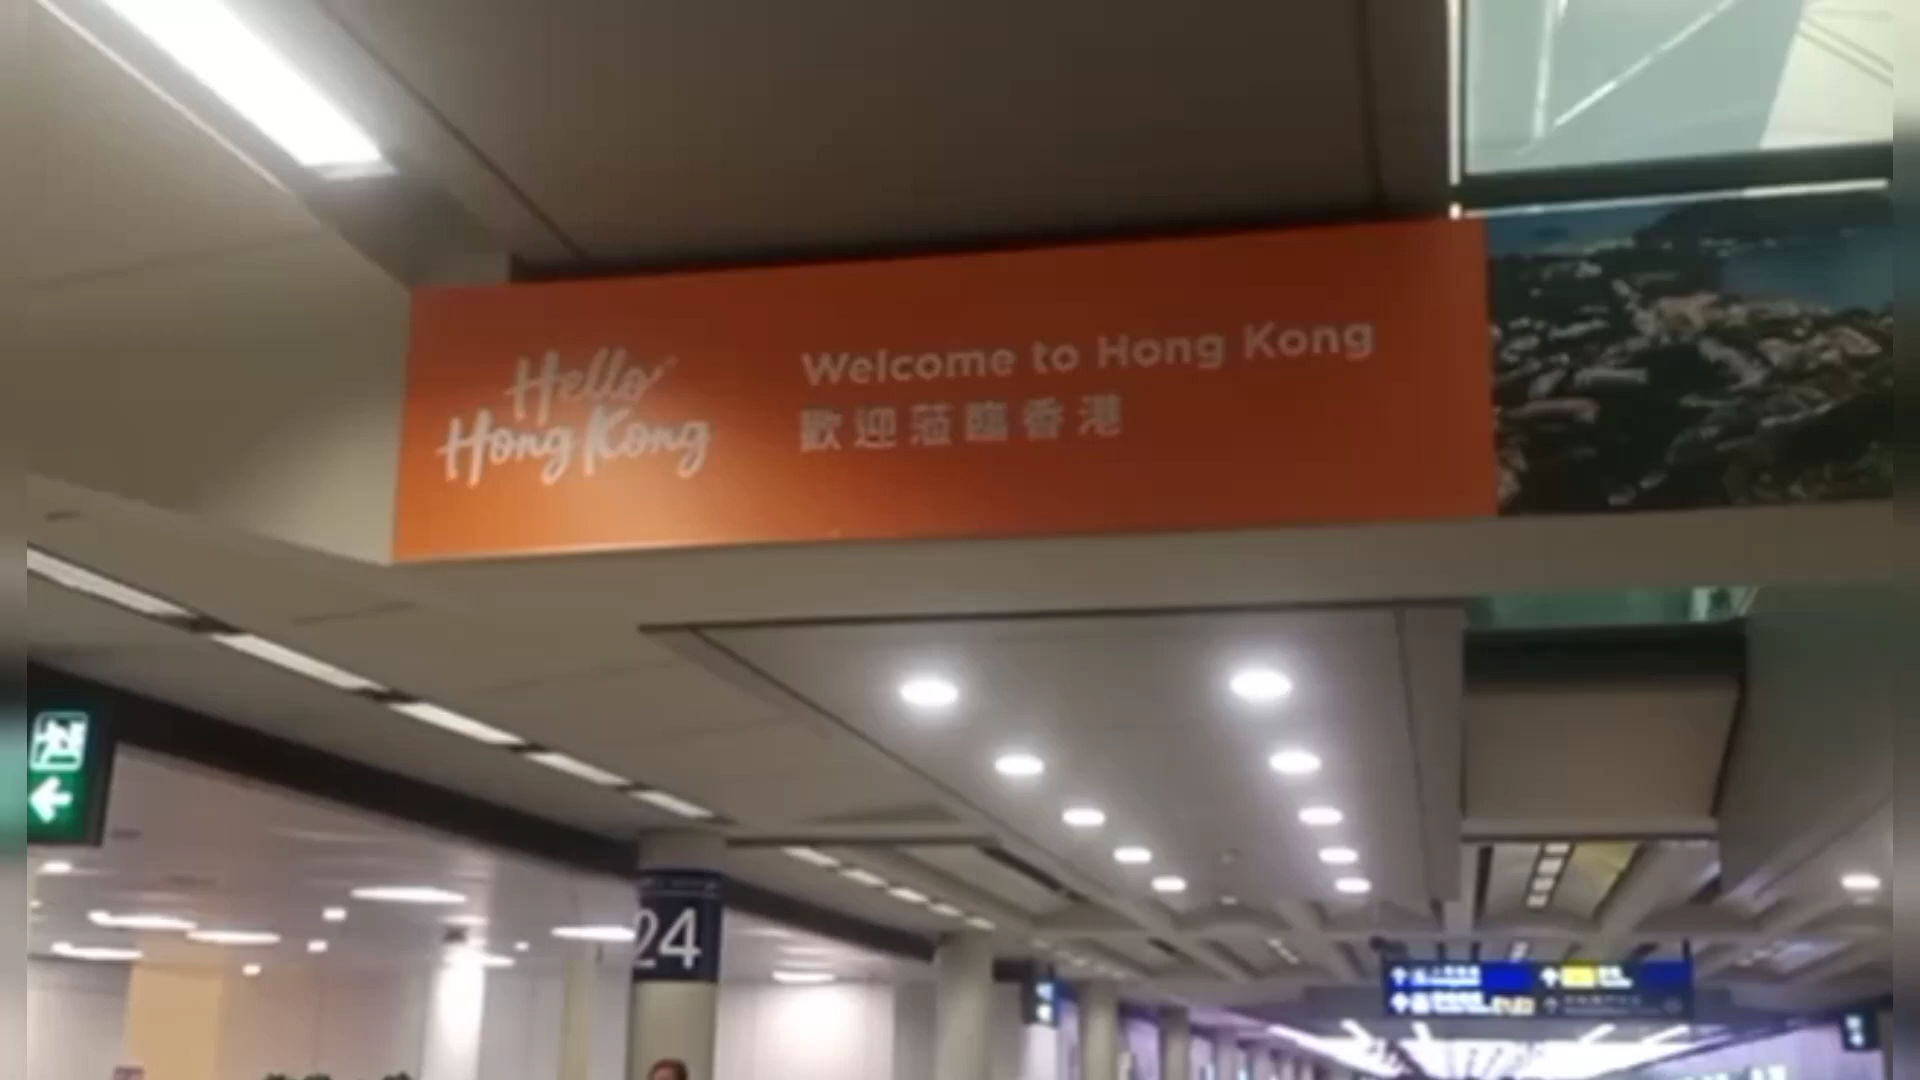 Hello
Hong Kong
Welcome to Hong Kong
歡迎蒞臨香港
24